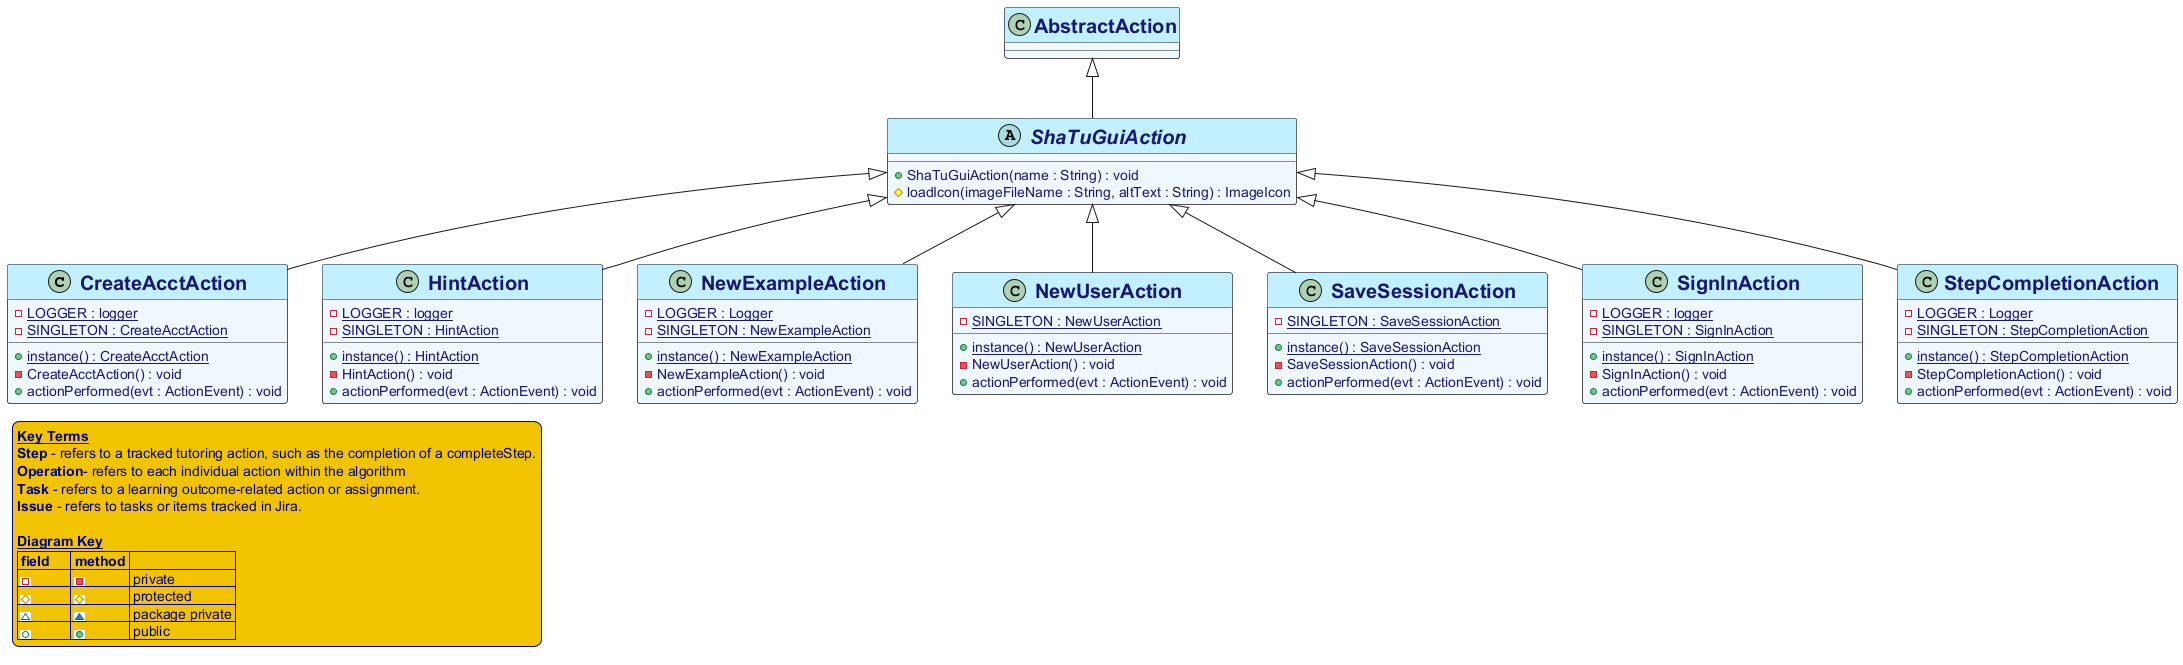 C AbstractAction
A ShaTuGuiAction
ShaTuGuiAction(name : String) : void
loadIcon(imageFileName : String, altText : String) : ImageIcon
C CreateAcctAction
LOGGER : logger
SINGLETON : CreateAcctAction
instance() : CreateAcctAction
CreateAcctAction() : void
actionPerformed(evt : ActionEvent) : void
C HintAction
LOGGER : logger
SINGLETON : HintAction
instance() : HintAction
HintAction() : void
actionPerformed(evt : ActionEvent) : void
C NewExampleAction
LOGGER : Logger
SINGLETON : NewExampleAction
instance() : NewExampleAction
NewExampleAction() : void
actionPerformed(evt : ActionEvent) : void
C NewUserAction
SINGLETON : NewUserAction
instance() : NewUserAction
NewUserAction() : void
actionPerformed(evt : ActionEvent) : void
C SaveSessionAction
SINGLETON : SaveSessionAction
instance() : SaveSessionAction
SaveSessionAction() : void
actionPerformed(evt : ActionEvent) : void
C SignInAction
LOGGER : logger
SINGLETON : SignInAction
instance() : SignInAction
SignInAction() : void
actionPerformed(evt : ActionEvent) : void
C StepCompletionAction
LOGGER : Logger
SINGLETON : StepCompletionAction
instance() : StepCompletionAction
StepCompletionAction() : void
actionPerformed(evt : ActionEvent) : void
Key Terms
Step - refers to a tracked tutoring action, such as the completion of a completeStep.
Operation- refers to each individual action within the algorithm
Task - refers to a learning outcome-related action or assignment.
Issue - refers to tasks or items tracked in Jira.
Diagram Key
field method
private
protected
package private
public